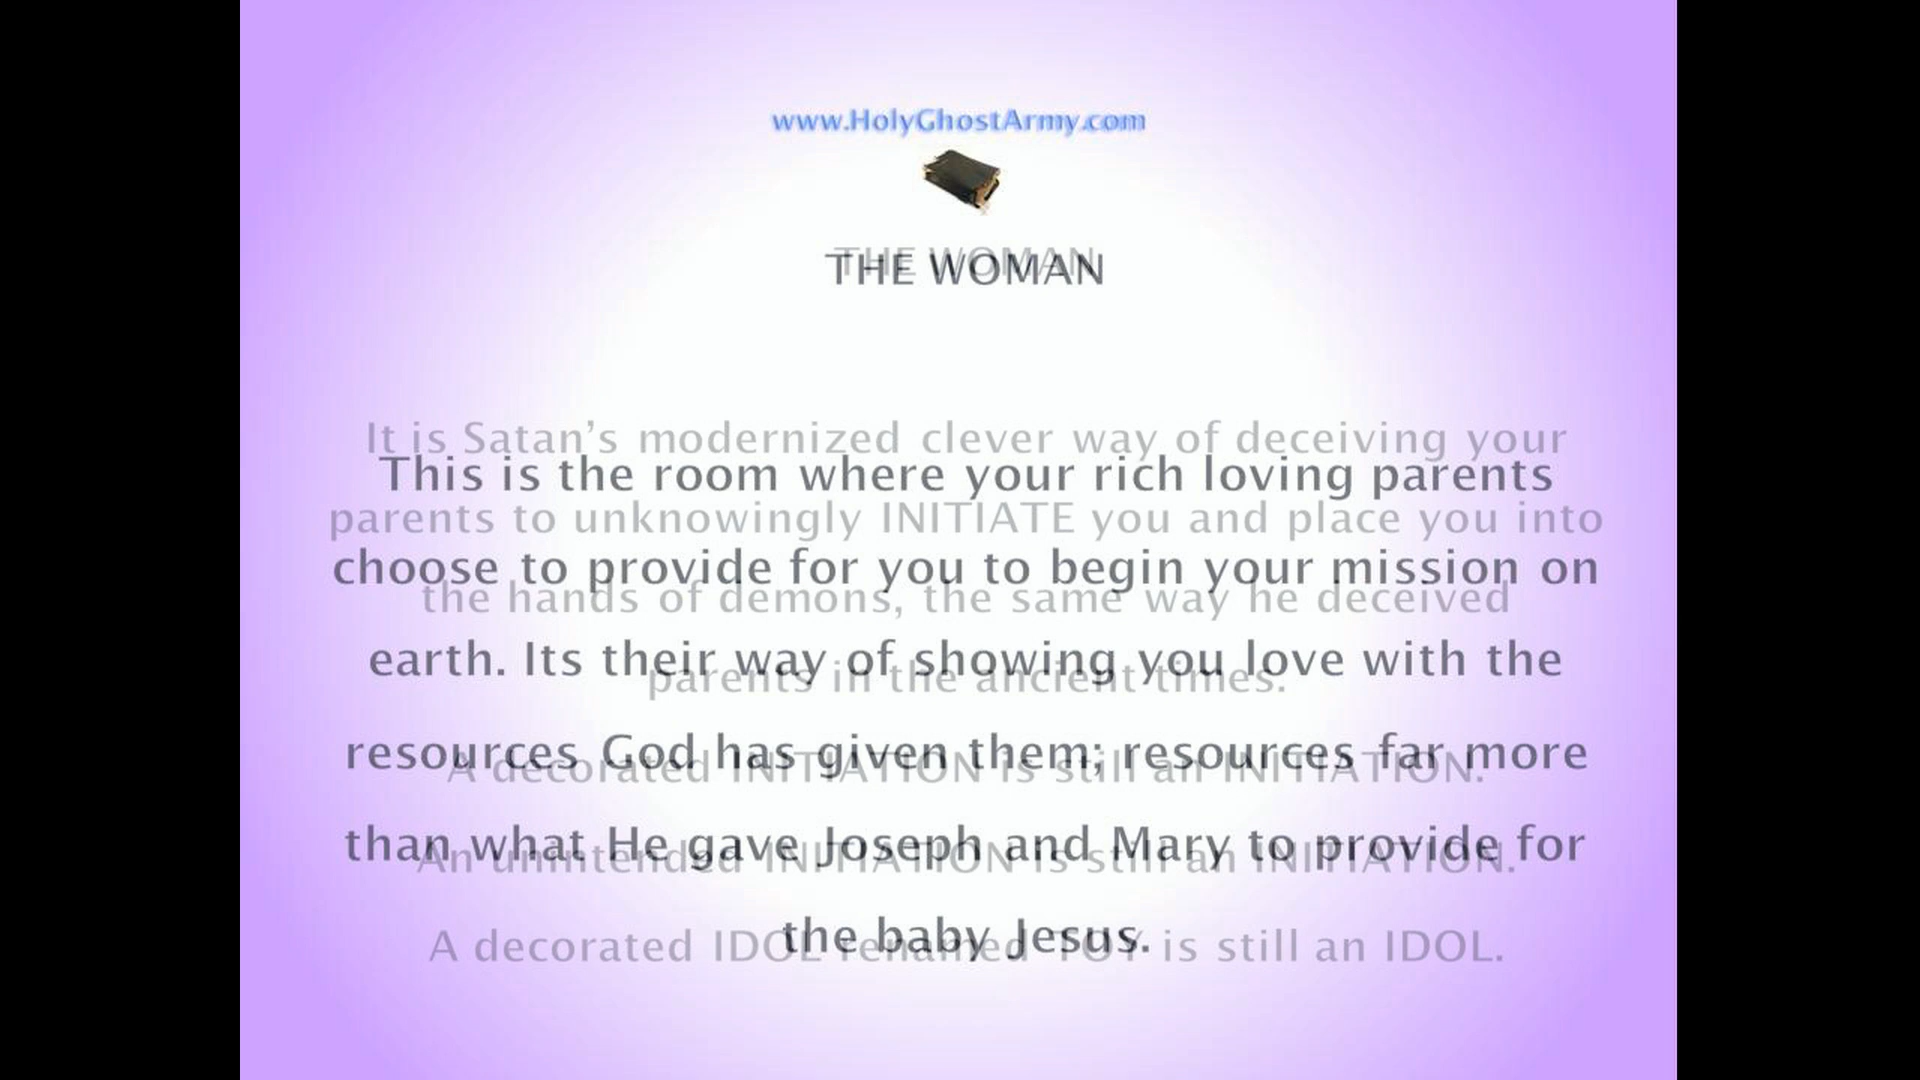 www.HolyGhostArmy.com
THE WOMAN
THE WOMAN
This is the room where your rich loving parents
choose to provide for you to begin your mission on
earth. Its their way of showing you love with the
resources God has given them; resources far more
than what He gave Joseph and Mary to provide for
the baby Jesus.
It is Satan’s modernized clever way of deceiving your
parents to unknowingly INITIATE you and place you into
the hands of demons, the same way he deceived
parents in the ancient times.
A decorated INITIATION is still an INITIATION.
An unintended INITIATION is still an INITIATION.
A decorated IDOL renamed TOY is still an IDOL.